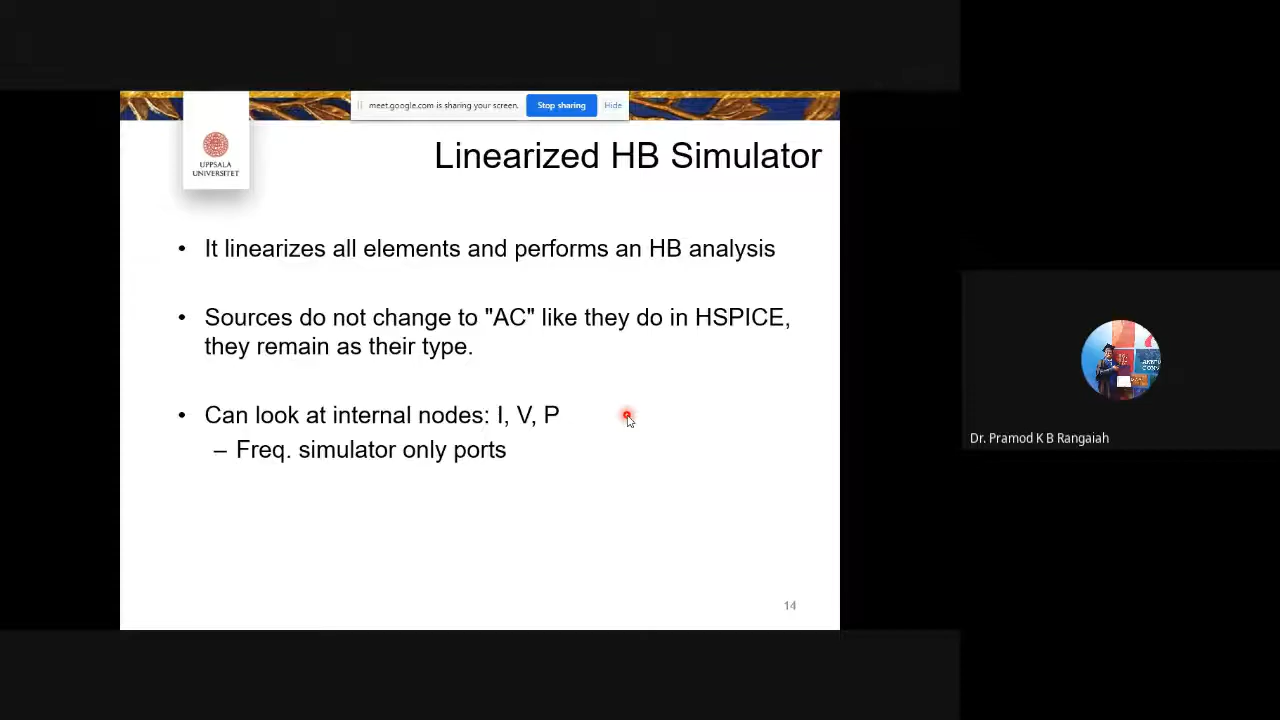 meet.google.com is sharing your screen. Stop sharing Hide
UPPSALA
UNIVERSITET
Linearized HB Simulator
• It linearizes all elements and performs an HB analysis
• Sources do not change to "AC" like they do in HSPICE,
they remain as their type.
• Can look at internal nodes: I, V, P
– Freq. simulator only ports
14
Dr. Pramod K B Rangaiah